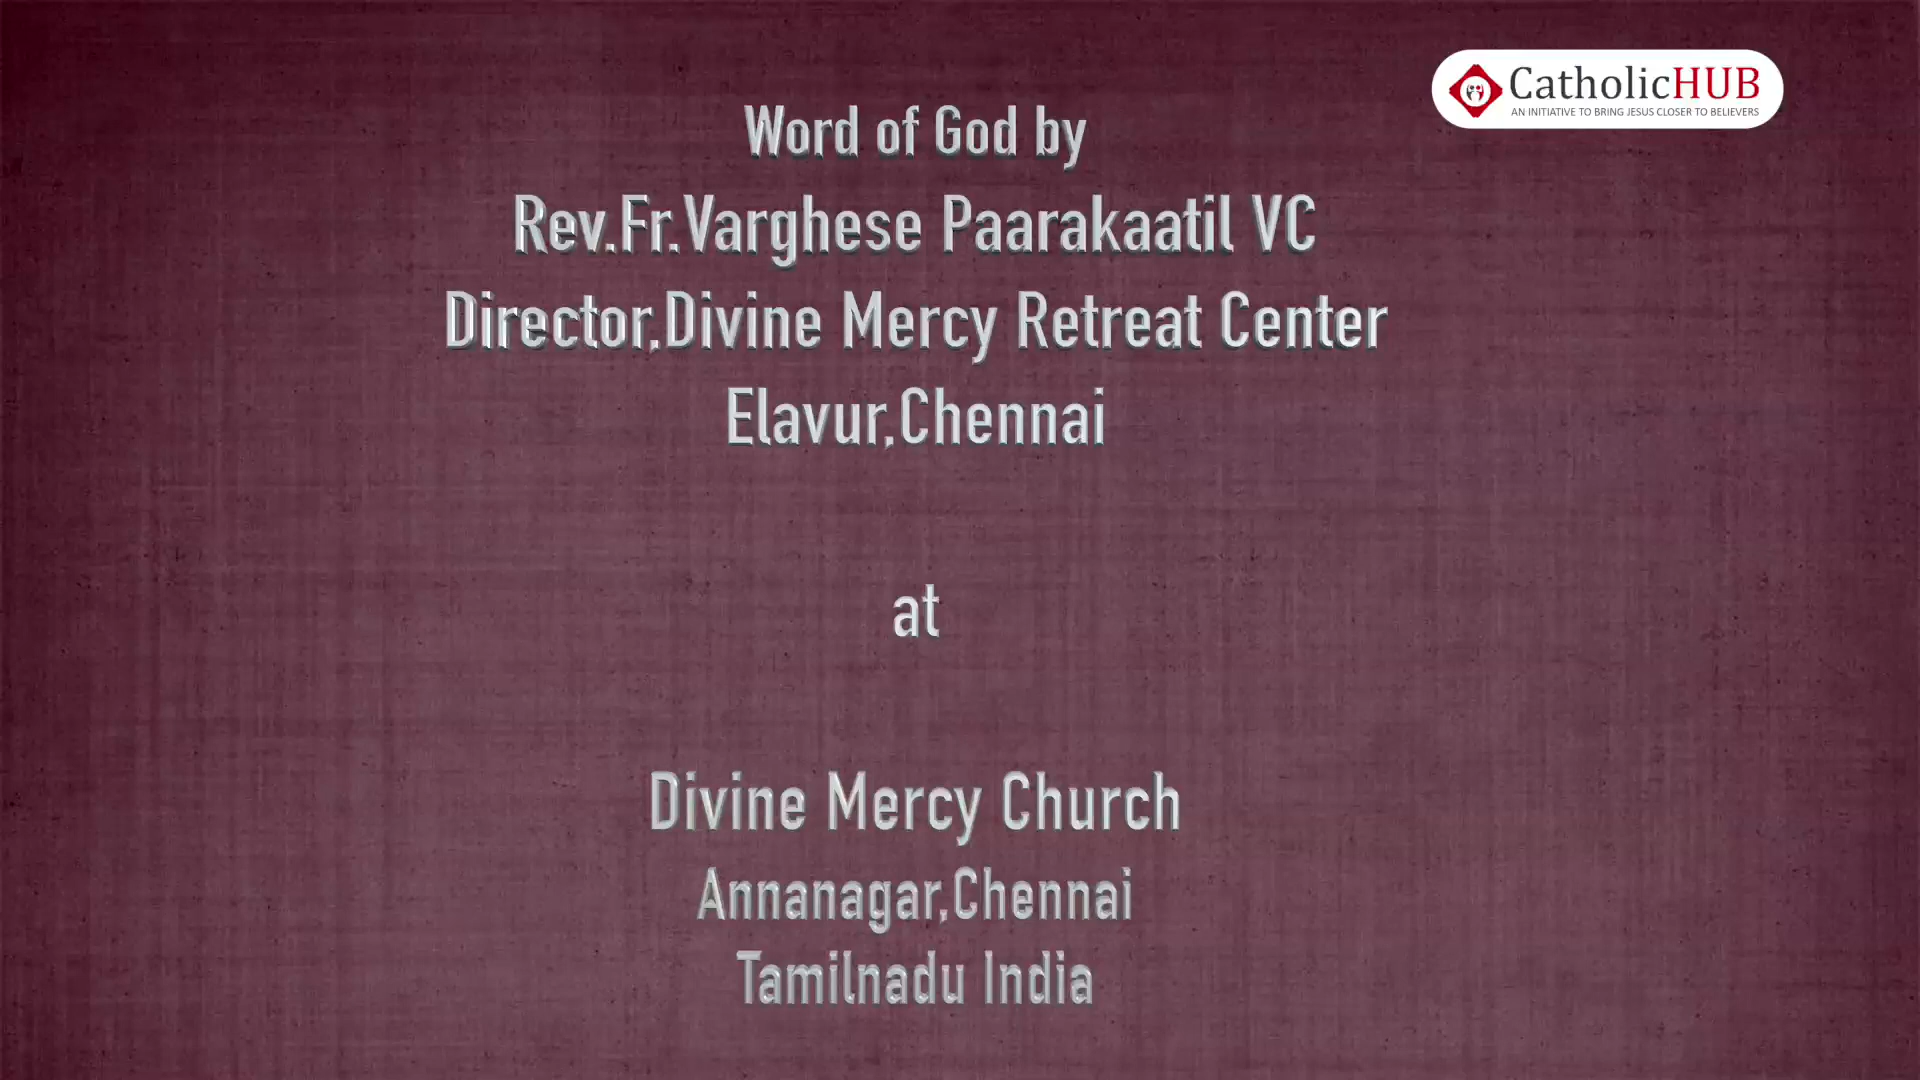 CatholicHUB
AN INITIATIVE TO BRING JESUS CLOSER TO BELIEVERS
Word of God by
Rev.Fr.Varghese Paarakaatil VC
Director,Divine Mercy Retreat Center
Elavur,Chennai
at
Divine Mercy Church
Annanagar,Chennai
Tamilnadu India